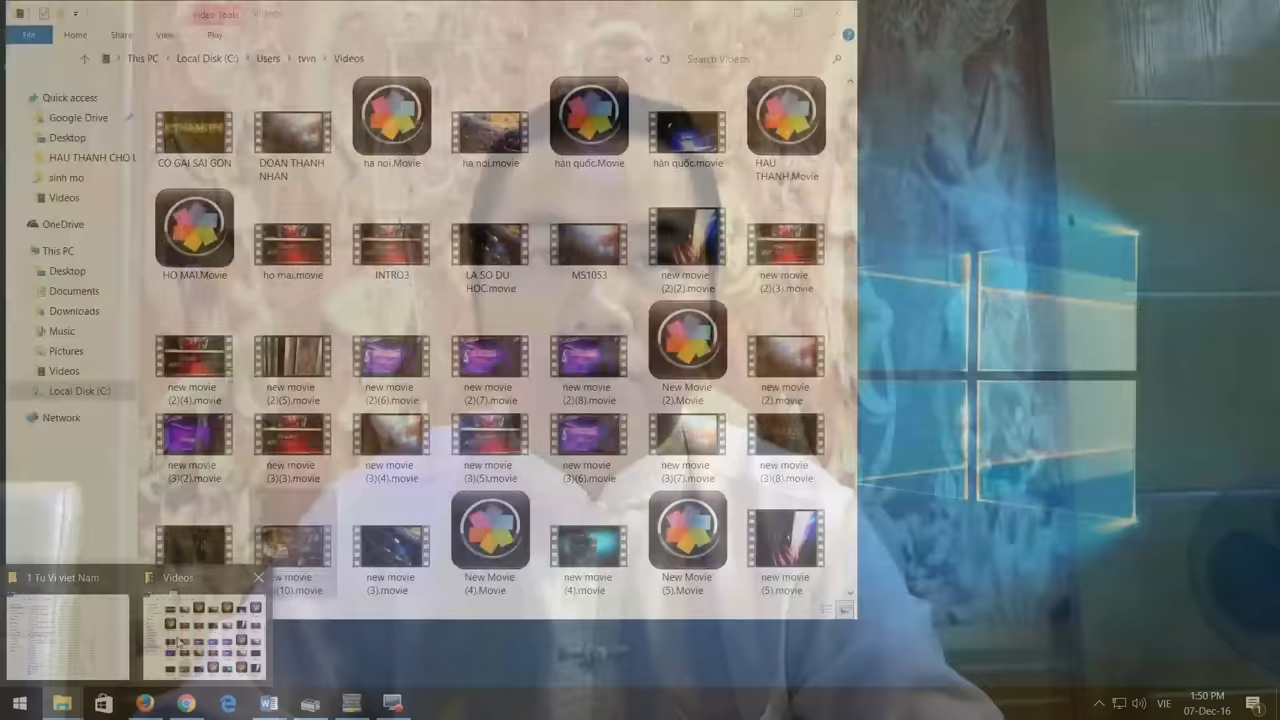 Video Tools
Videos
File
Home
Share
View
Play
This PC
Local Disk (C:)
Users
tvvn
Videos
Search Videos
Quick access
Google Drive
Desktop
HAU THANH CHO
sinh mo
Videos
OneDrive
This PC
Desktop
Documents
Downloads
Music
Pictures
Videos
Local Disk (C:)
Network
CO GAI SAI GON
DOAN THANH
NHAN
ha noi.Movie
ha noi.movie
hàn quốc.Movie
hàn quốc.movie
HAU
THANH.Movie
HO MAI.Movie
ho mai.movie
INTRO3
LA SO DU
HOC.movie
MS1053
new movie
(2)(2).movie
new movie
(2)(3).movie
new movie
(2)(4).movie
new movie
(2)(5).movie
new movie
(2)(6).movie
new movie
(2)(7).movie
new movie
(2)(8).movie
New Movie
(2).Movie
new movie
(2).movie
new movie
(3)(2).movie
new movie
(3)(3).movie
new movie
(3)(4).movie
new movie
(3)(5).movie
new movie
(3)(6).movie
new movie
(3)(7).movie
new movie
(3)(8).movie
movie
(10).movie
new movie
(3).movie
New Movie
(4).Movie
new movie
(4).movie
New Movie
(5).Movie
new movie
(5).movie
1 Tu Vi viet Nam
Videos
VIE
1:50 PM
07-Dec-16